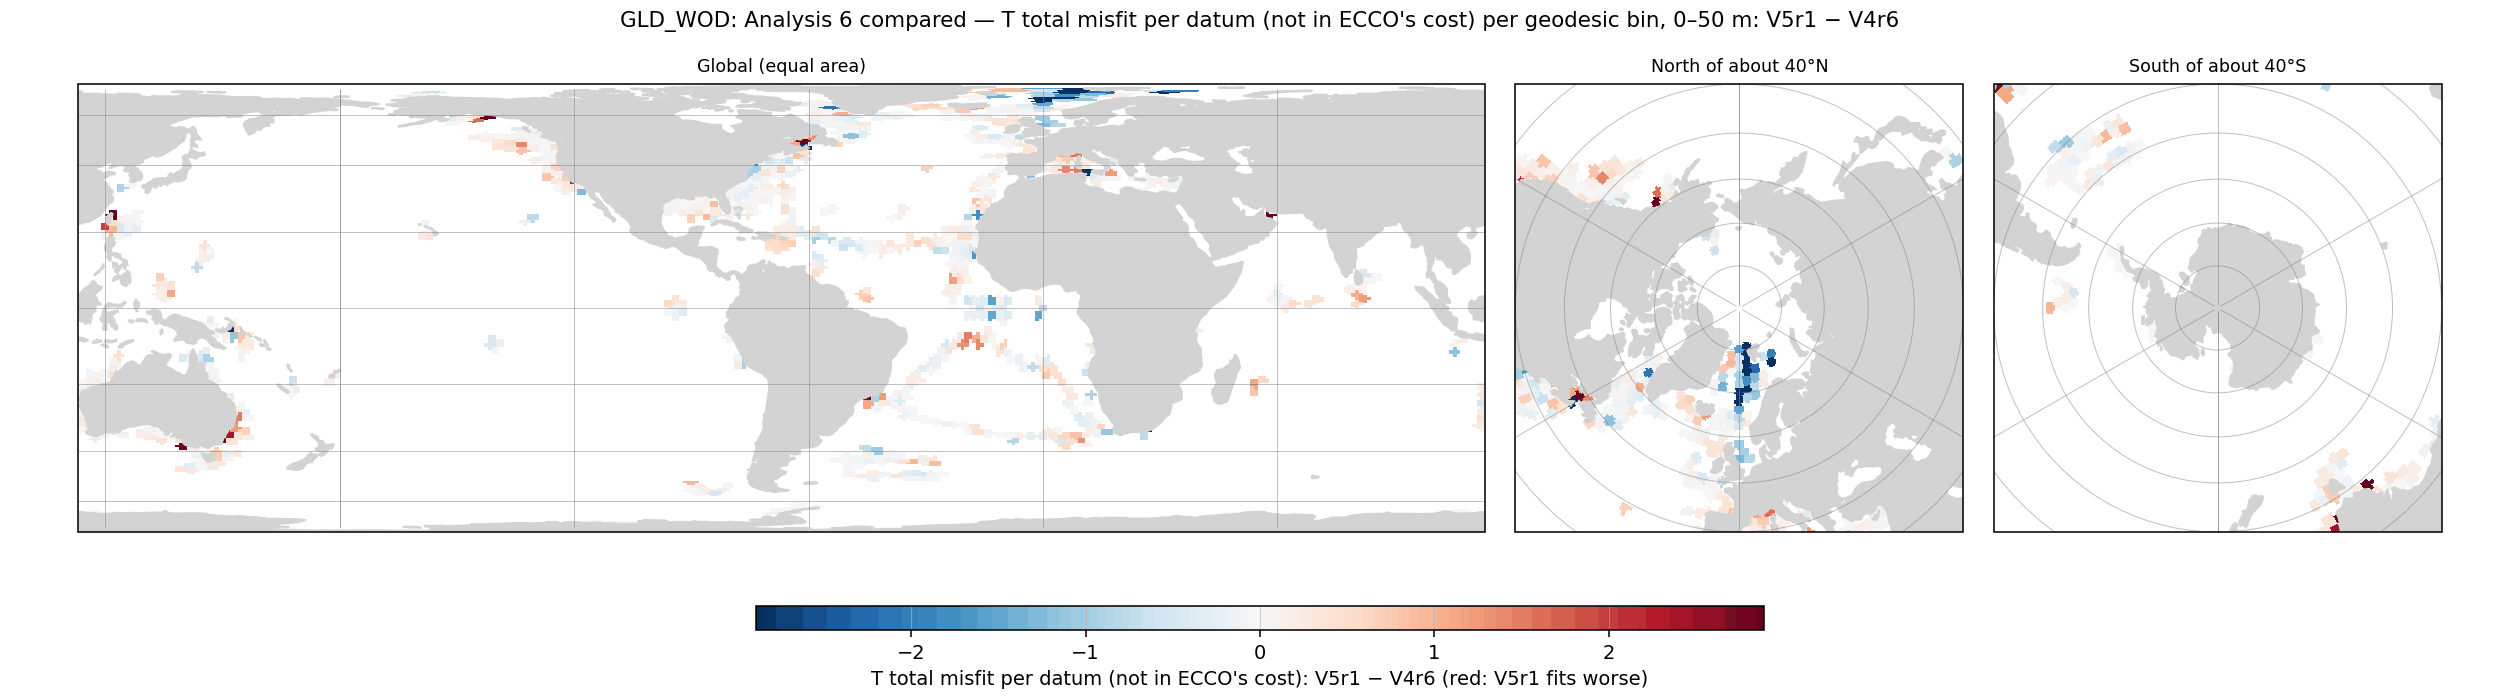 GLD_WOD: Analysis 6 compared — T total misfit per datum (not in ECCO's cost) per geodesic bin, 0–50 m: V5r1 − V4r6
Global (equal area)
North of about 40°N
South of about 40°S
−2
−1
0
1
2
T total misfit per datum (not in ECCO's cost): V5r1 − V4r6 (red: V5r1 fits worse)